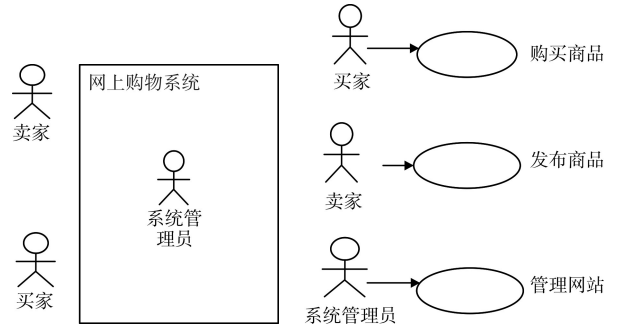 网上购物系统
卖家
系统管
理员
买家
买家
购买商品
卖家
发布商品
系统管理员
管理网站